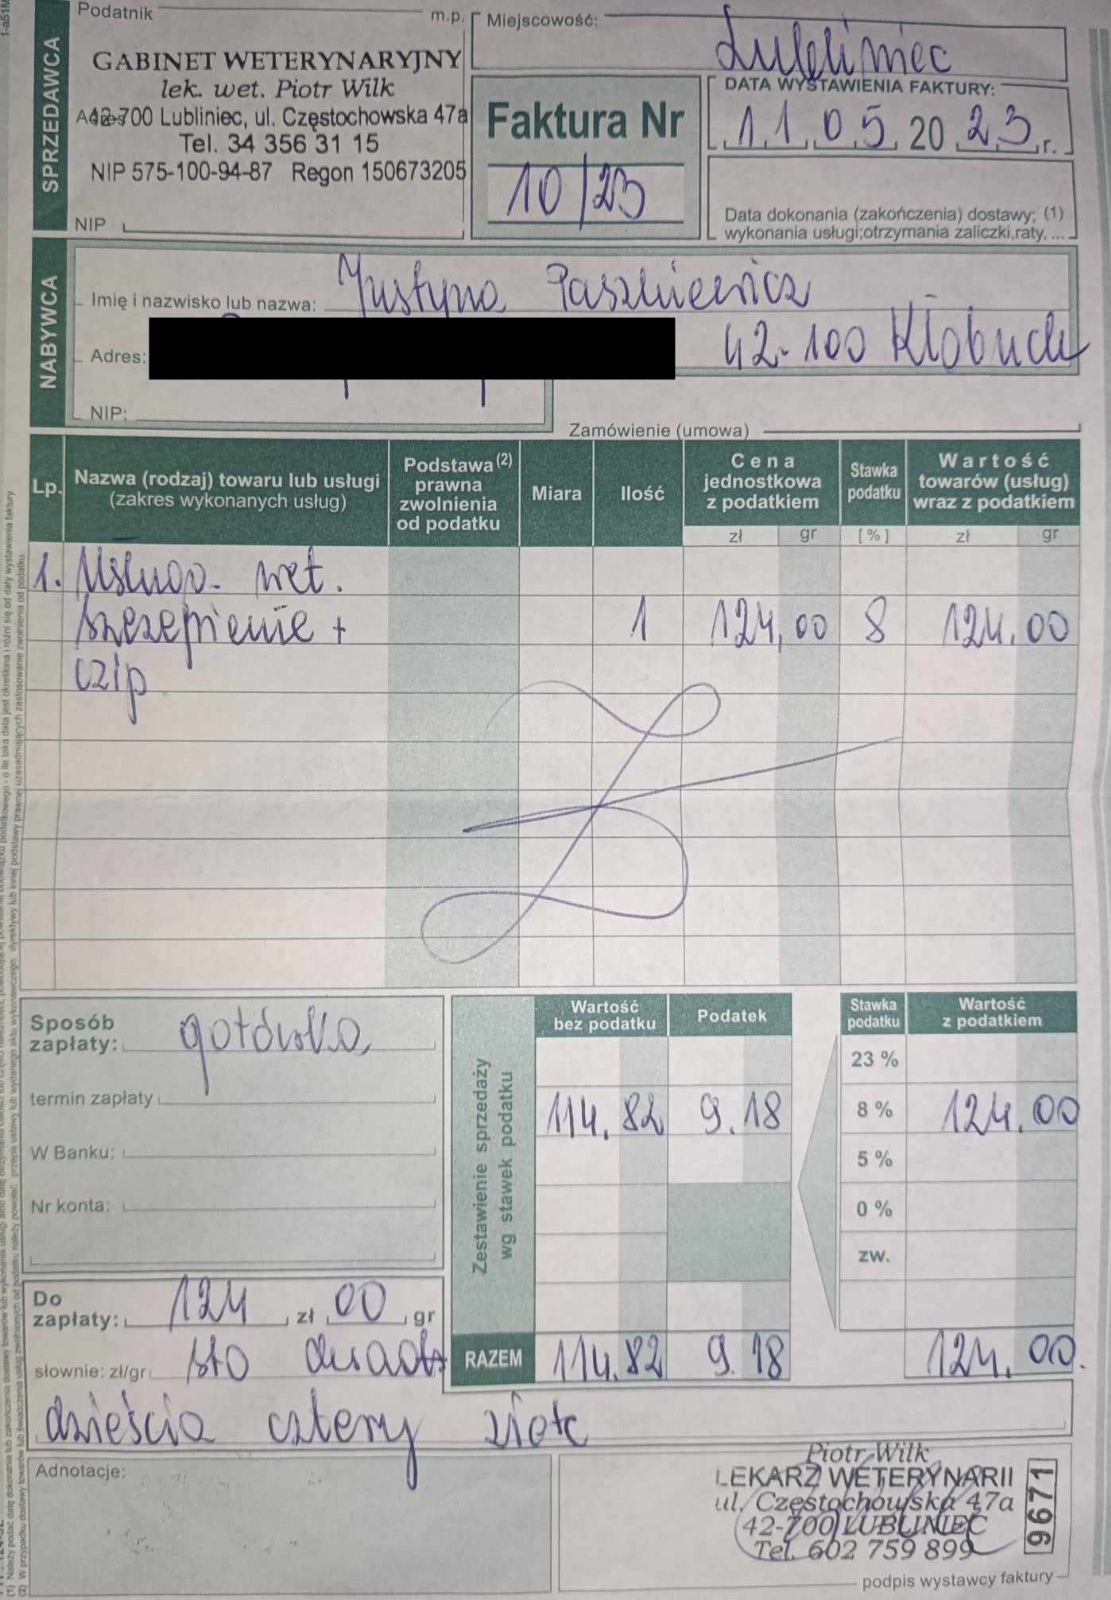 Podatnik m.p.
GABINET WETERYNARYJNY
lek. wet. Piotr Wilk
42-700 Lubliniec, ul. Częstochowska 47a
Tel. 34 356 31 15
NIP 575-100-94-87 Regon 150673205
NIP
SPRZEDAWCA
Miejscowość: Lubliniec
Faktura Nr
10/23
DATA WYSTAWIENIA FAKTURY:
11.05.2023 r.
Data dokonania (zakończenia) dostawy; (1)
wykonania usługi;otrzymania zaliczki,raty, ...
NABYWCA
Imię i nazwisko lub nazwa: Justyna Paszkiewicz
Adres: 42-100 Kłobuck
NIP:
Zamówienie (umowa)
Lp. Nazwa (rodzaj) towaru lub usługi (zakres wykonanych usług) Podstawa (2) prawna zwolnienia od podatku Miara Ilość Cena jednostkowa z podatkiem Stawka podatku Wartość towarów (usług) wraz z podatkiem
zł gr [%] zł gr
1. Usługa wet.
szczepienie + 1 124,00 8 124.00
czip
Sposób zapłaty: gotówka
termin zapłaty
W Banku:
Nr konta:
Zestawienie sprzedaży
wg stawek podatku
Wartość bez podatku Podatek Stawka podatku Wartość z podatkiem
23 %
114.82 9.18 8 % 124.00
5 %
0 %
zw.
RAZEM 114.82 9.18 124.00.
Do zapłaty: 124 zł 00 gr
słownie: zł/gr sto dwadz
dzieścia cztery złote
Adnotacje:
Piotr Wilk
LEKARZ WETERYNARII
ul. Częstochowska 47a
42-700 LUBLINIEC
Tel. 602 759 899
9671
podpis wystawcy faktury